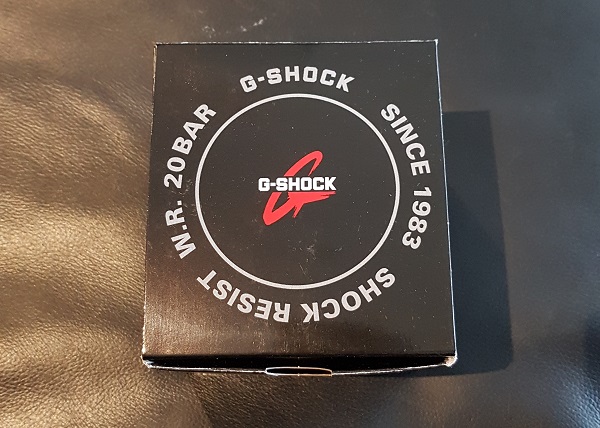 G-SHOCK
SINCE 1983
SHOCK RESIST
W.R. 20BAR
G-SHOCK